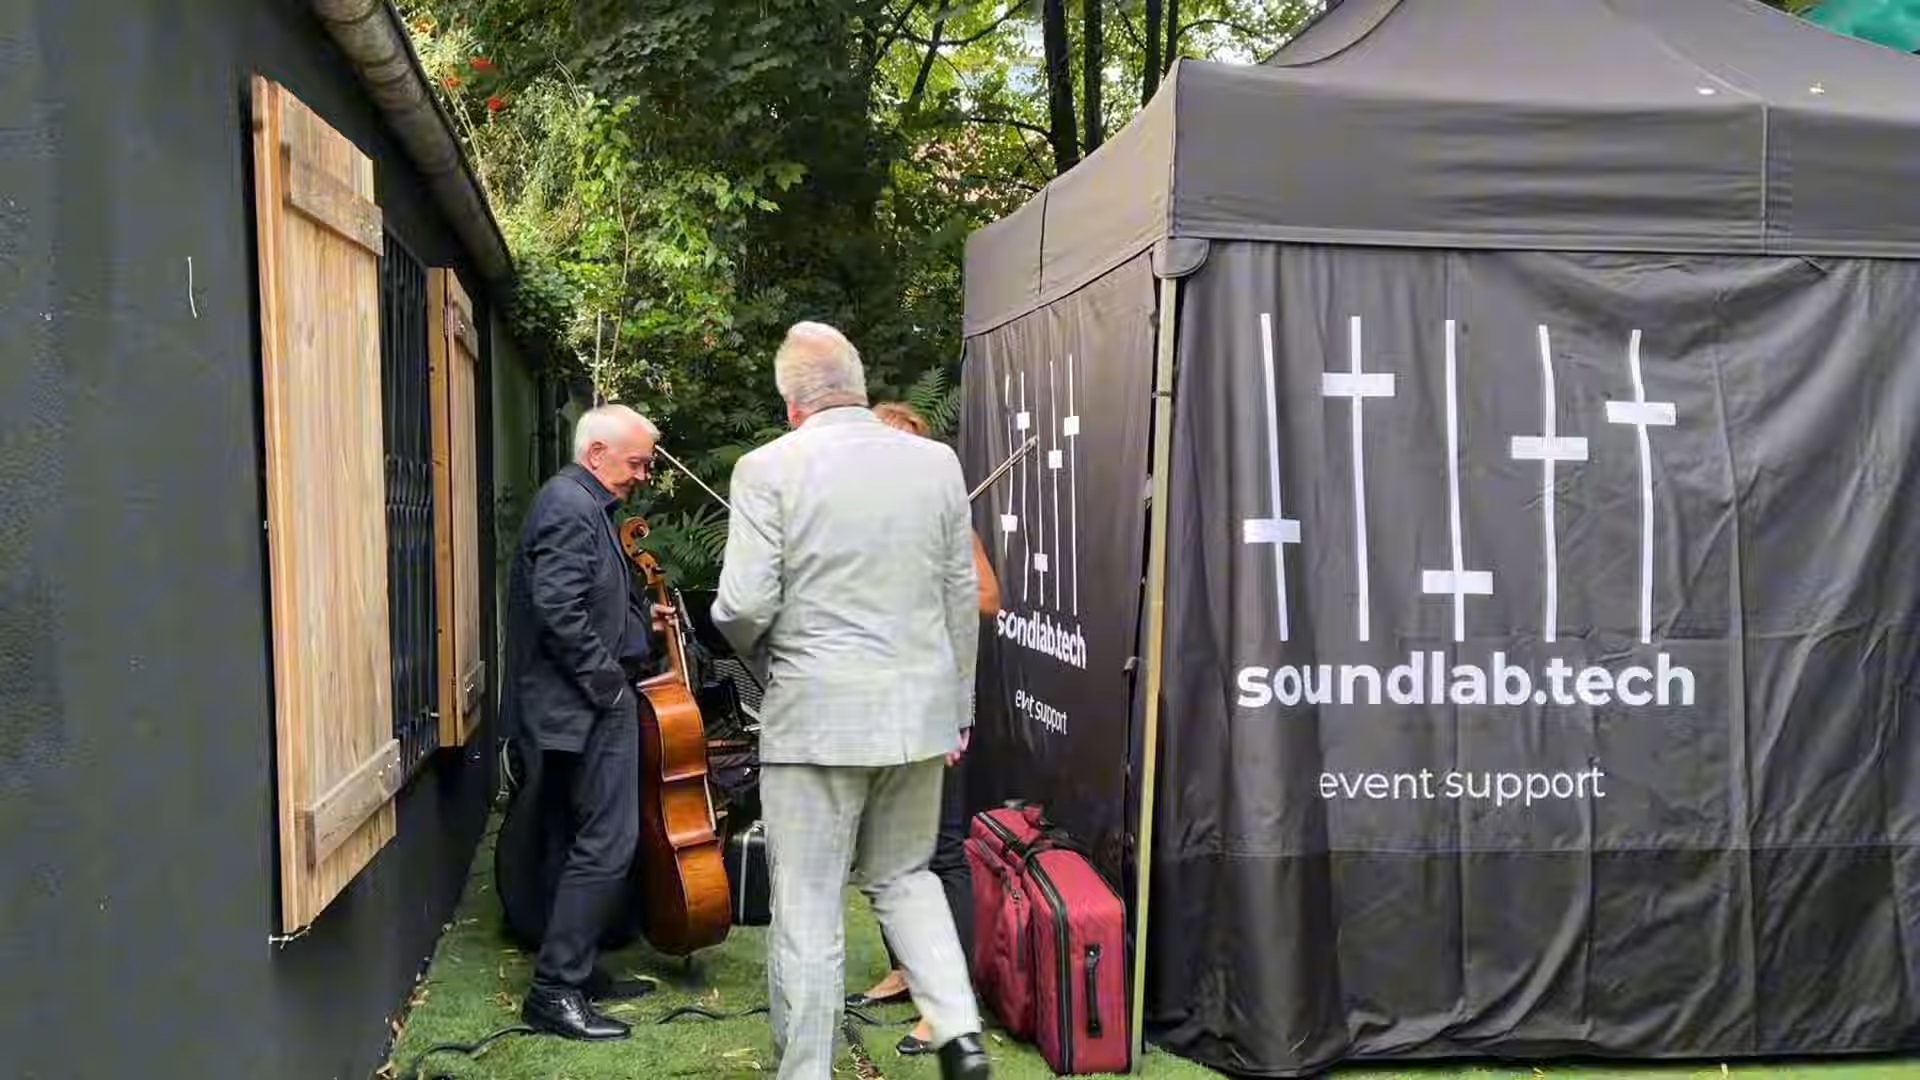 soundlab.tech
event support
soundlab.tech
event support